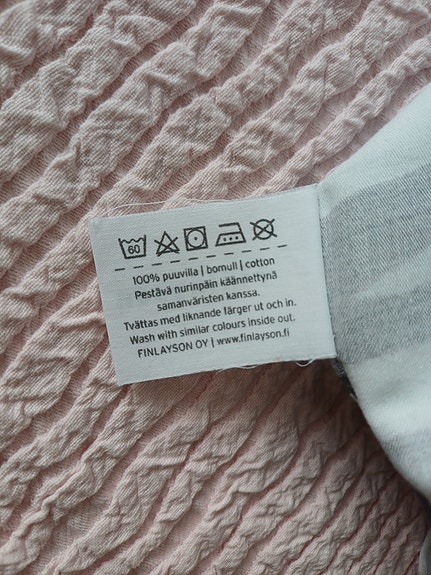 60
100% puuvilla | bomull | cotton
Pestävä nurinpäin käännettynä
samanväristen kanssa.
Tvättas med liknande färger ut och in.
Wash with similar colours inside out.
FINLAYSON OY | www.finlayson.fi